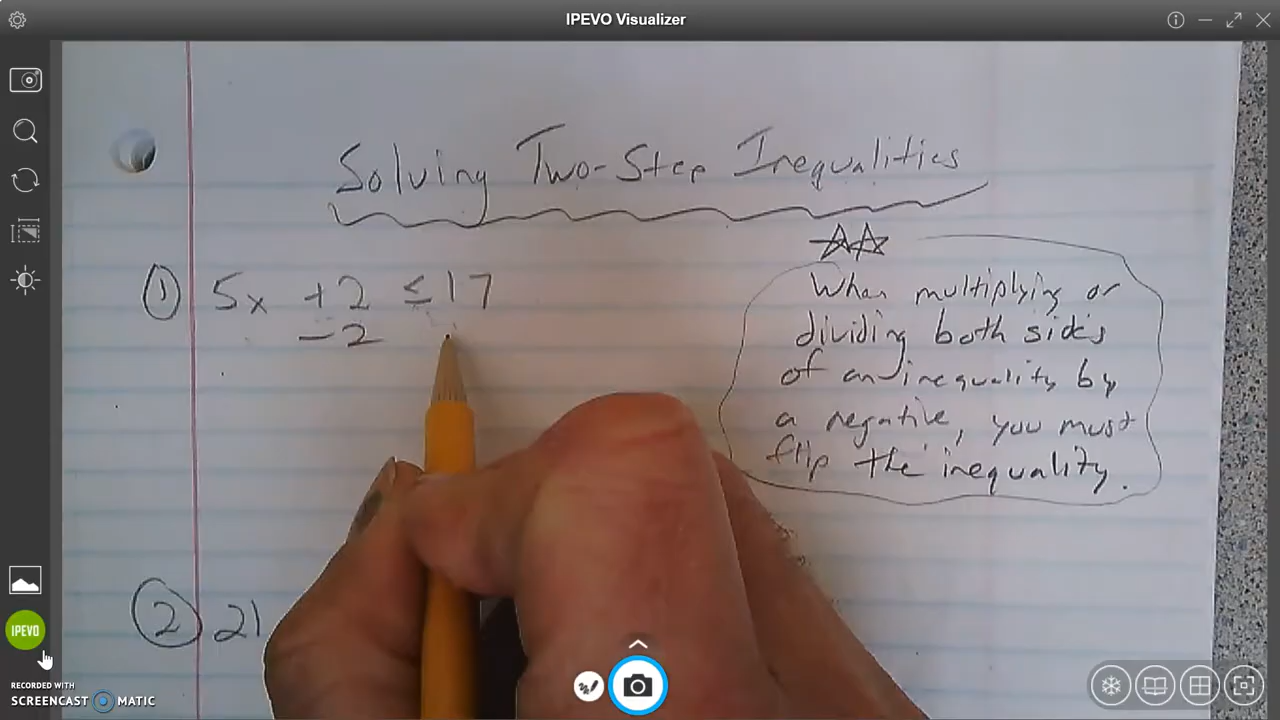 IPEVO Visualizer
Solving Two-Step Inequalities
① 5x +2 ≤ 17
-2
When multiplying or
dividing both sides
of an inequality by
a negative, you must
flip the inequality.
② 21
IPEVO
RECORDED WITH
SCREENCAST MATIC